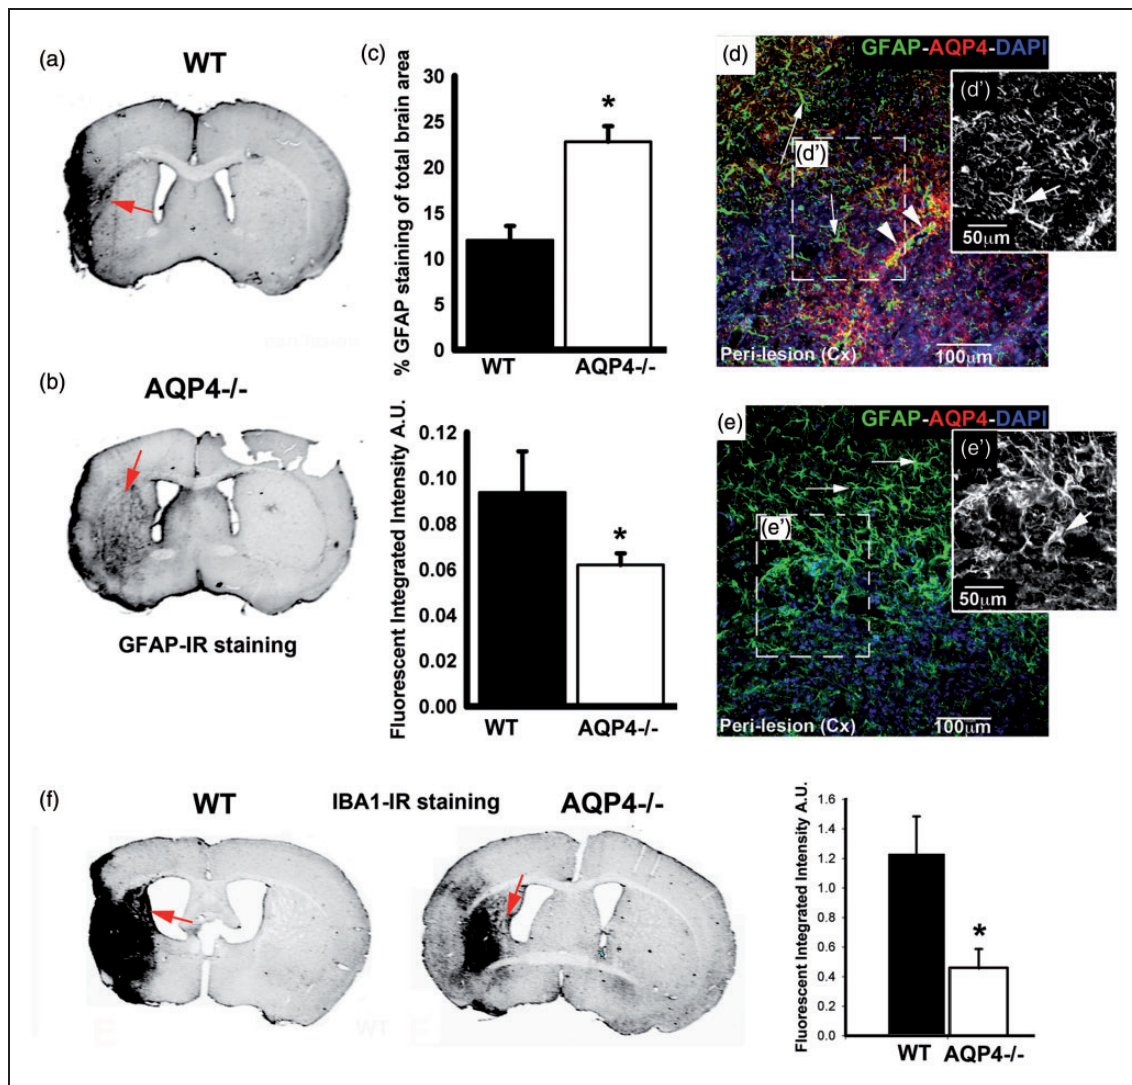 (a)
WT
(b)
AQP4-/-
GFAP-IR staining
(c)
% GFAP staining of total brain area
30
25
20
15
10
5
0
WT
AQP4-/-
*
Fluorescent Integrated Intensity A.U.
0.12
0.10
0.08
0.06
0.04
0.02
0.00
WT
AQP4-/-
*
(d)
GFAP-AQP4-DAPI
(d')
(d')
50μm
Peri-lesion (Cx)
100μm
(e)
GFAP-AQP4-DAPI
(e')
(e')
50μm
Peri-lesion (Cx)
100μm
(f)
WT
IBA1-IR staining
AQP4-/-
WT
Fluorescent Integrated Intensity A.U.
1.6
1.4
1.2
1.0
0.8
0.6
0.4
0.2
0.0
WT
AQP4-/-
*